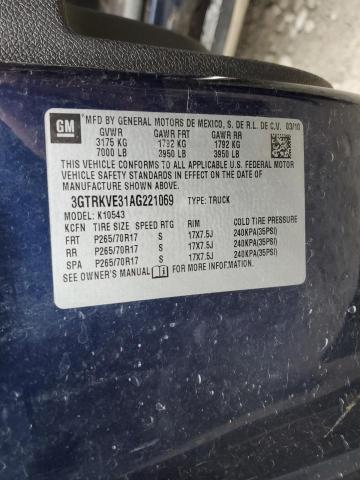 GM
MFD BY GENERAL MOTORS DE MEXICO, S. DE R.L. DE C.V. 03/10
GVWR GAWR FRT GAWR RR
3175 KG 1792 KG 1792 KG
7000 LB 3950 LB 3950 LB
THIS VEHICLE CONFORMS TO ALL APPLICABLE U.S. FEDERAL MOTOR
VEHICLE SAFETY STANDARDS IN EFFECT ON THE DATE OF
MANUFACTURE SHOWN ABOVE.
3GTRKVE31AG221069 TYPE: TRUCK
MODEL: K10543
KCFN TIRE SIZE SPEED RTG RIM COLD TIRE PRESSURE
FRT P265/70R17 S 17X7.5J 240KPA(35PSI)
RR P265/70R17 S 17X7.5J 240KPA(35PSI)
SPA P265/70R17 S 17X7.5J 240KPA(35PSI)
SEE OWNER'S MANUAL FOR MORE INFORMATION.